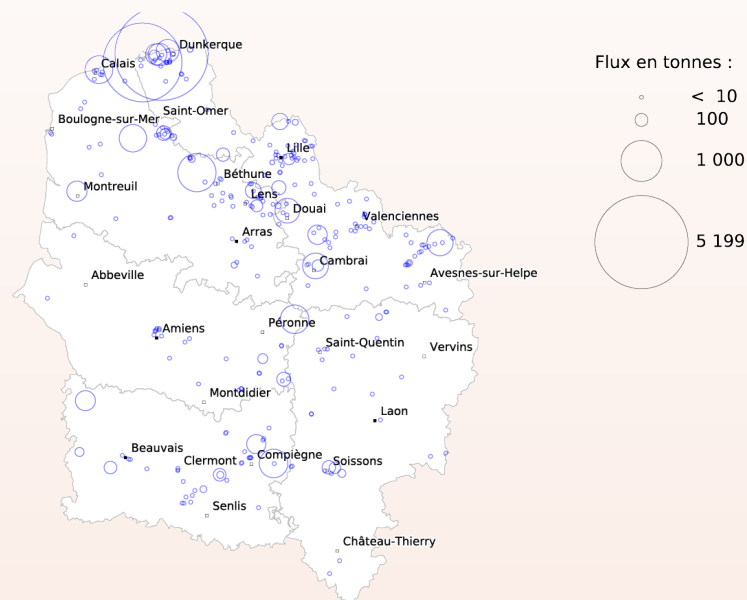 Dunkerque
Calais
Flux en tonnes :
< 10
Saint-Omer
Boulogne-sur-Mer
100
Lille
1 000
Béthune
Montreuil
Lens
Douai
Valenciennes
Arras
5 199
Cambrai
Abbeville
Avesnes-sur-Helpe
Péronne
Amiens
Saint-Quentin
Vervins
Montdidier
Laon
Beauvais
Compiègne
Clermont
Soissons
Senlis
Château-Thierry